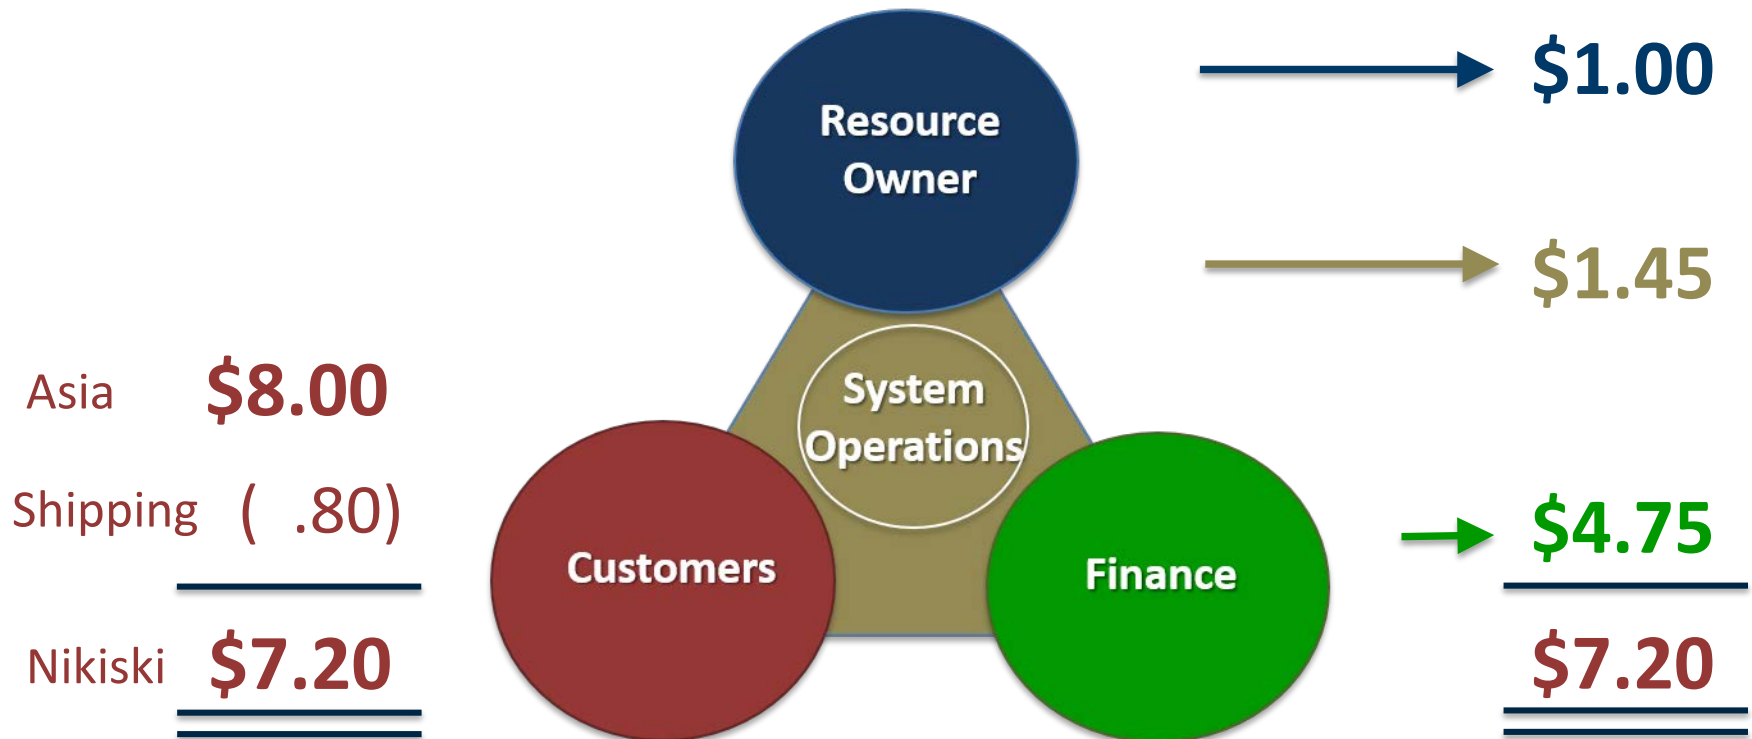 $1.00
Resource
Owner
$1.45
Asia $8.00
System
Operations
Shipping ( .80)
$4.75
Customers
Finance
Nikiski $7.20
$7.20